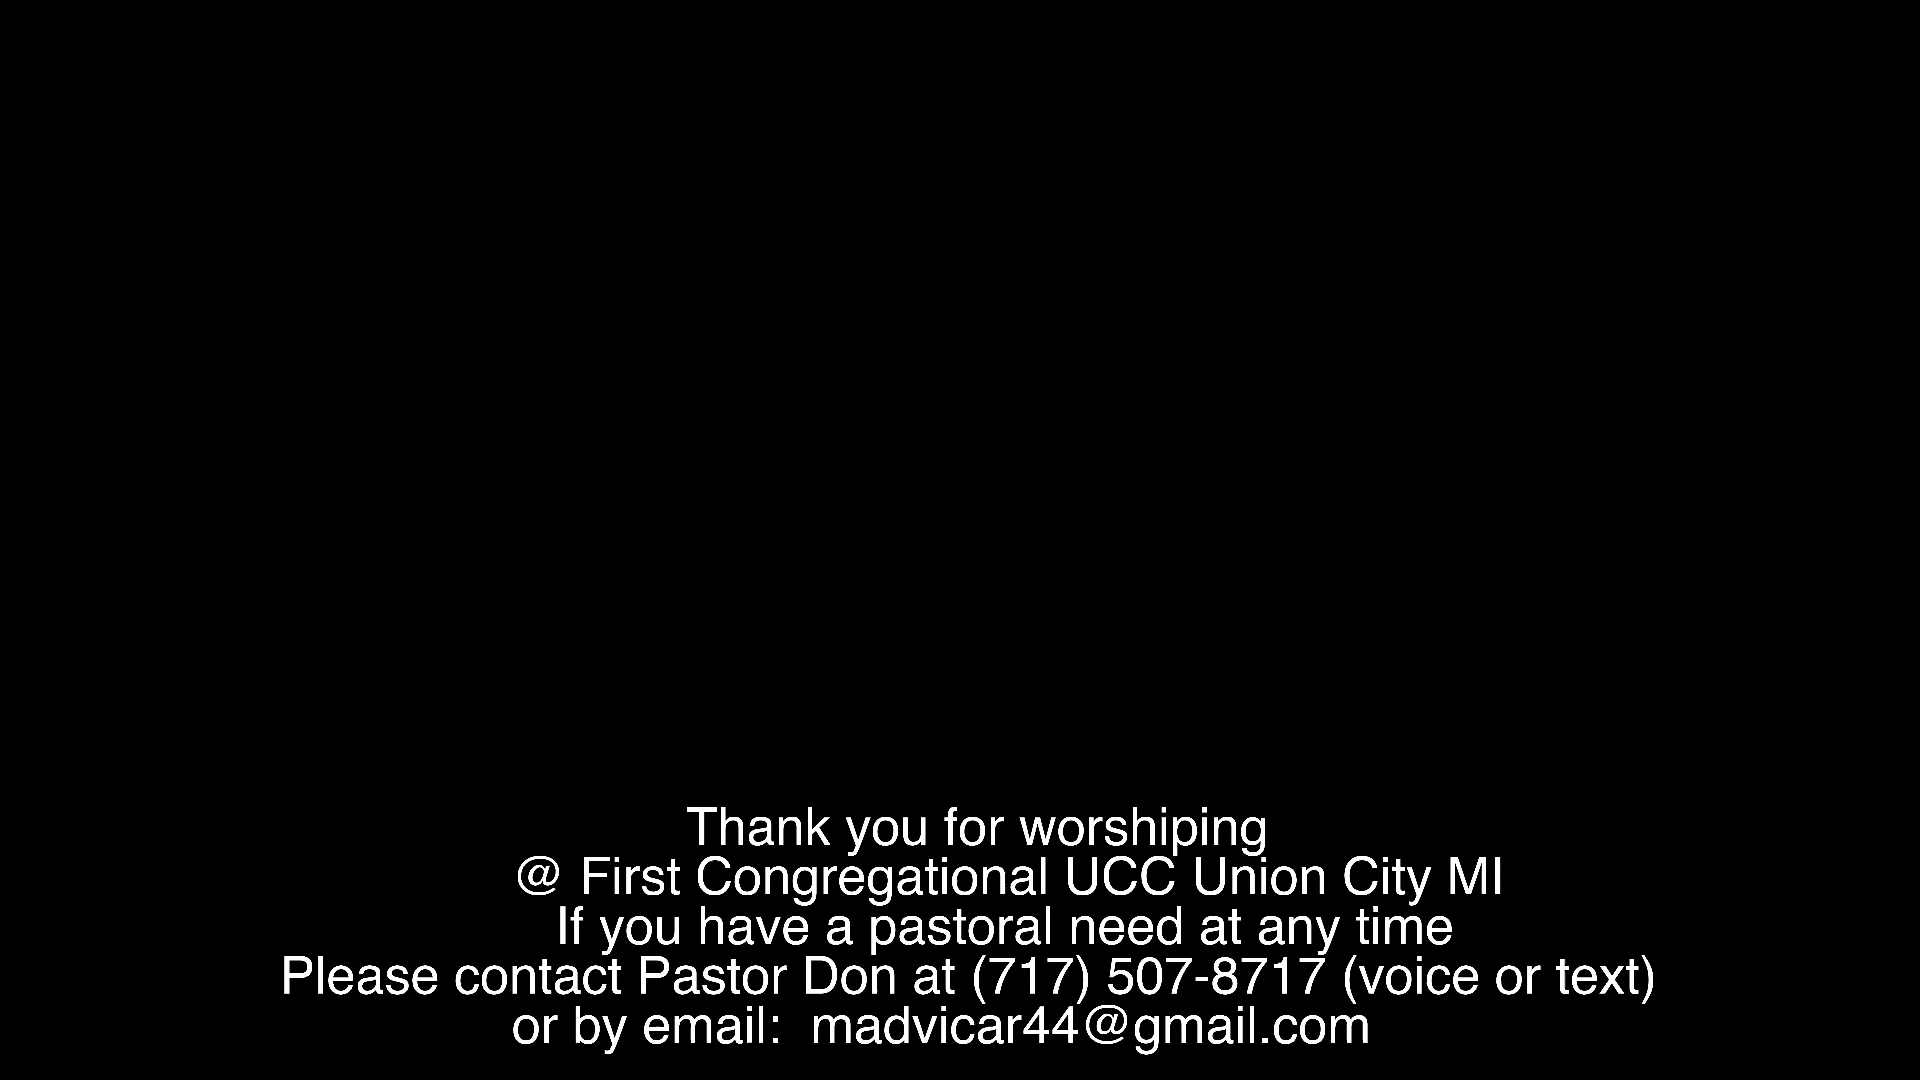 Thank you for worshiping
@ First Congregational UCC Union City MI
If you have a pastoral need at any time
Please contact Pastor Don at (717) 507-8717 (voice or text)
or by email:  madvicar44@gmail.com